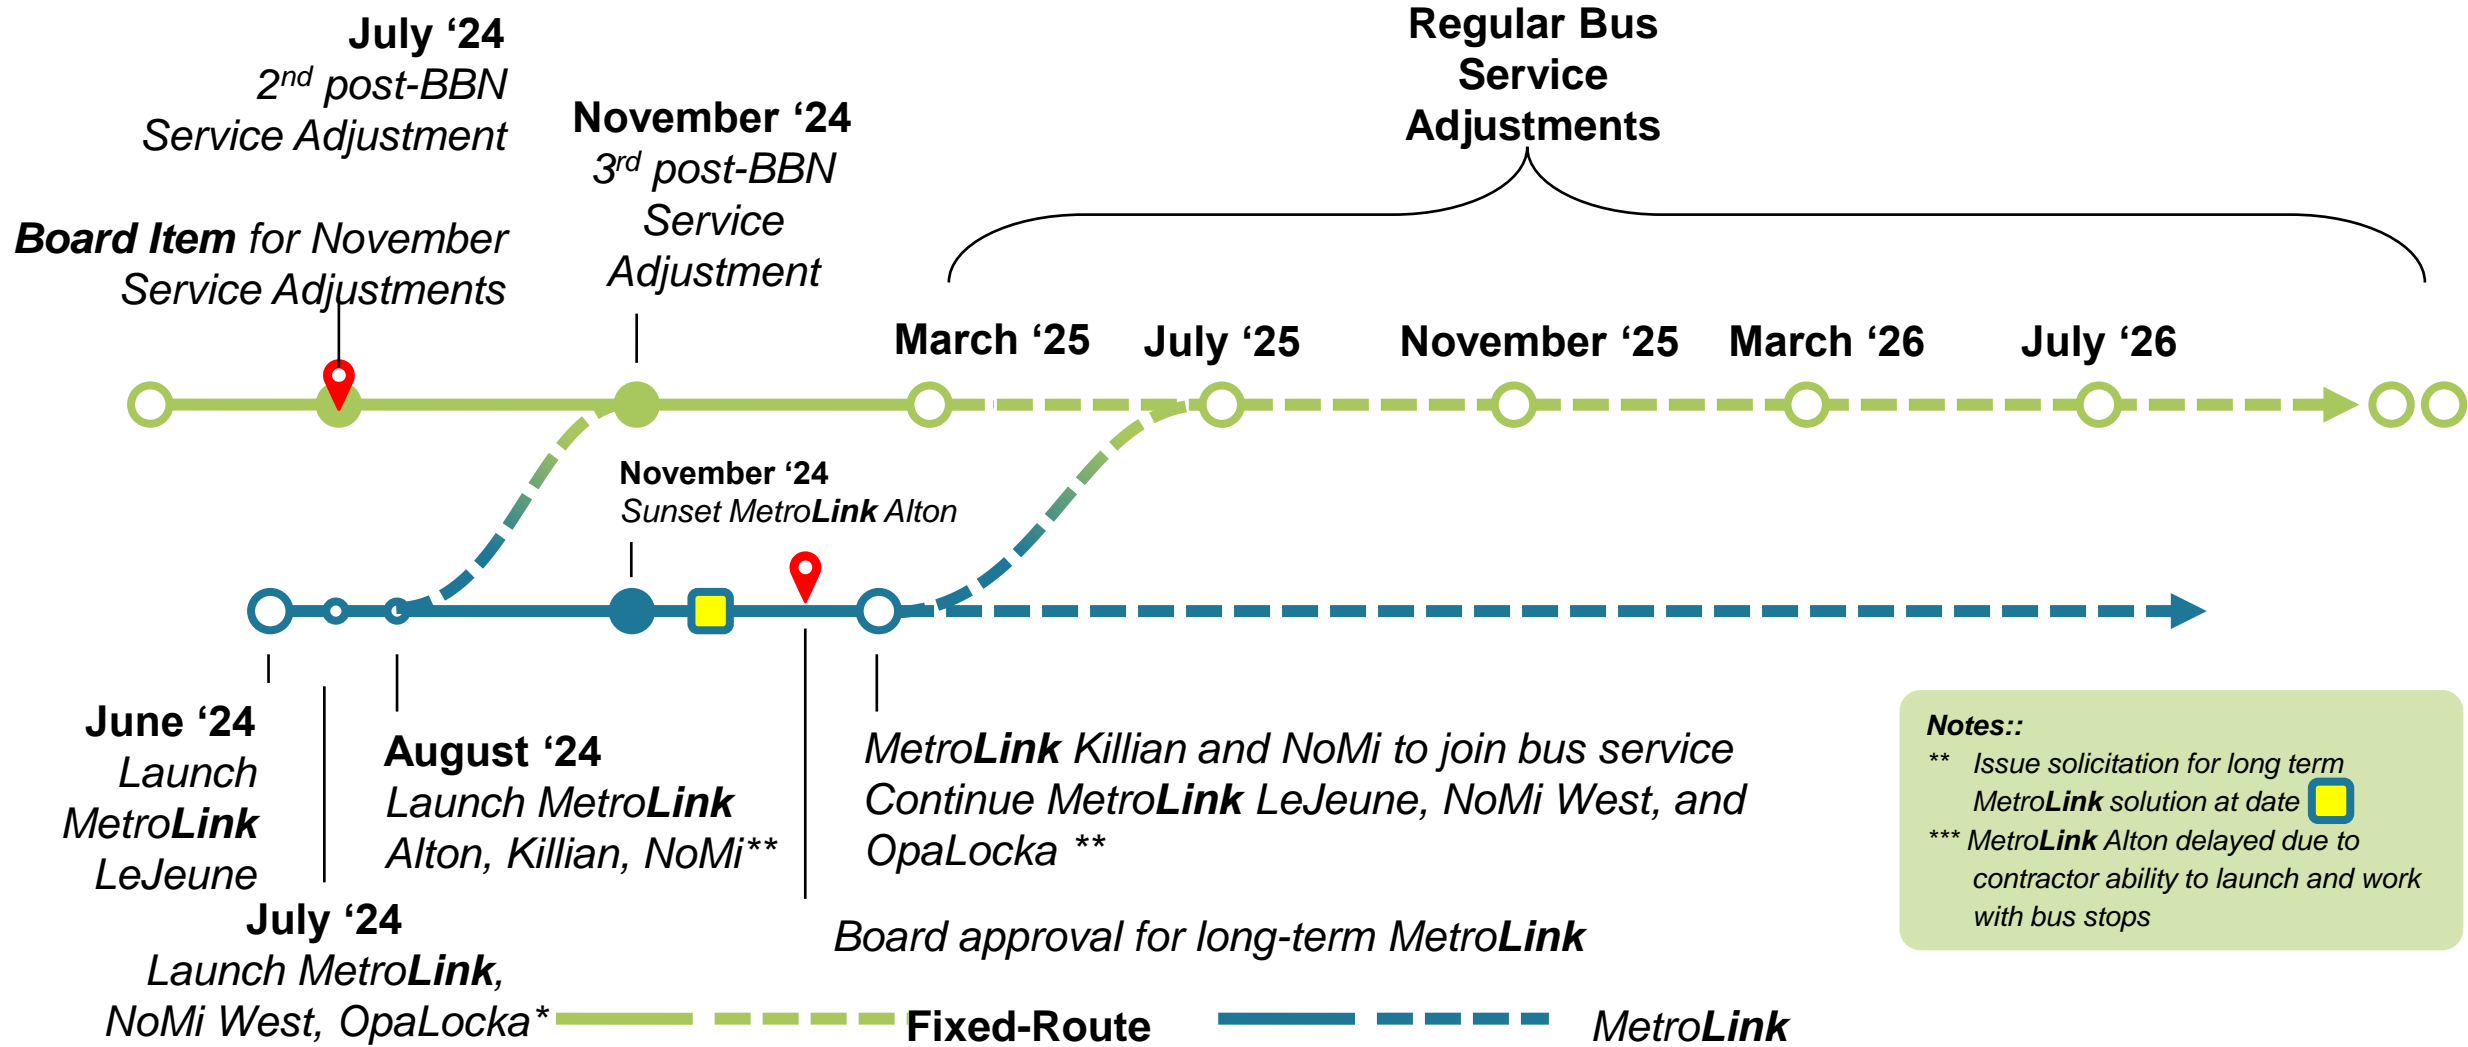 July ‘24
2nd post-BBN
Service Adjustment
Board Item for November
Service Adjustments
November ‘24
3rd post-BBN
Service
Adjustment
Regular Bus
Service
Adjustments
March ‘25
July ‘25
November ‘25
March ‘26
July ‘26
November ‘24
Sunset MetroLink Alton
June ‘24
Launch
MetroLink
LeJeune
July ‘24
Launch MetroLink,
NoMi West, OpaLocka*
August ‘24
Launch MetroLink
Alton, Killian, NoMi**
MetroLink Killian and NoMi to join bus service
Continue MetroLink LeJeune, NoMi West, and
OpaLocka **
Board approval for long-term MetroLink
Notes::
** Issue solicitation for long term
MetroLink solution at date
*** MetroLink Alton delayed due to
contractor ability to launch and work
with bus stops
Fixed-Route
MetroLink